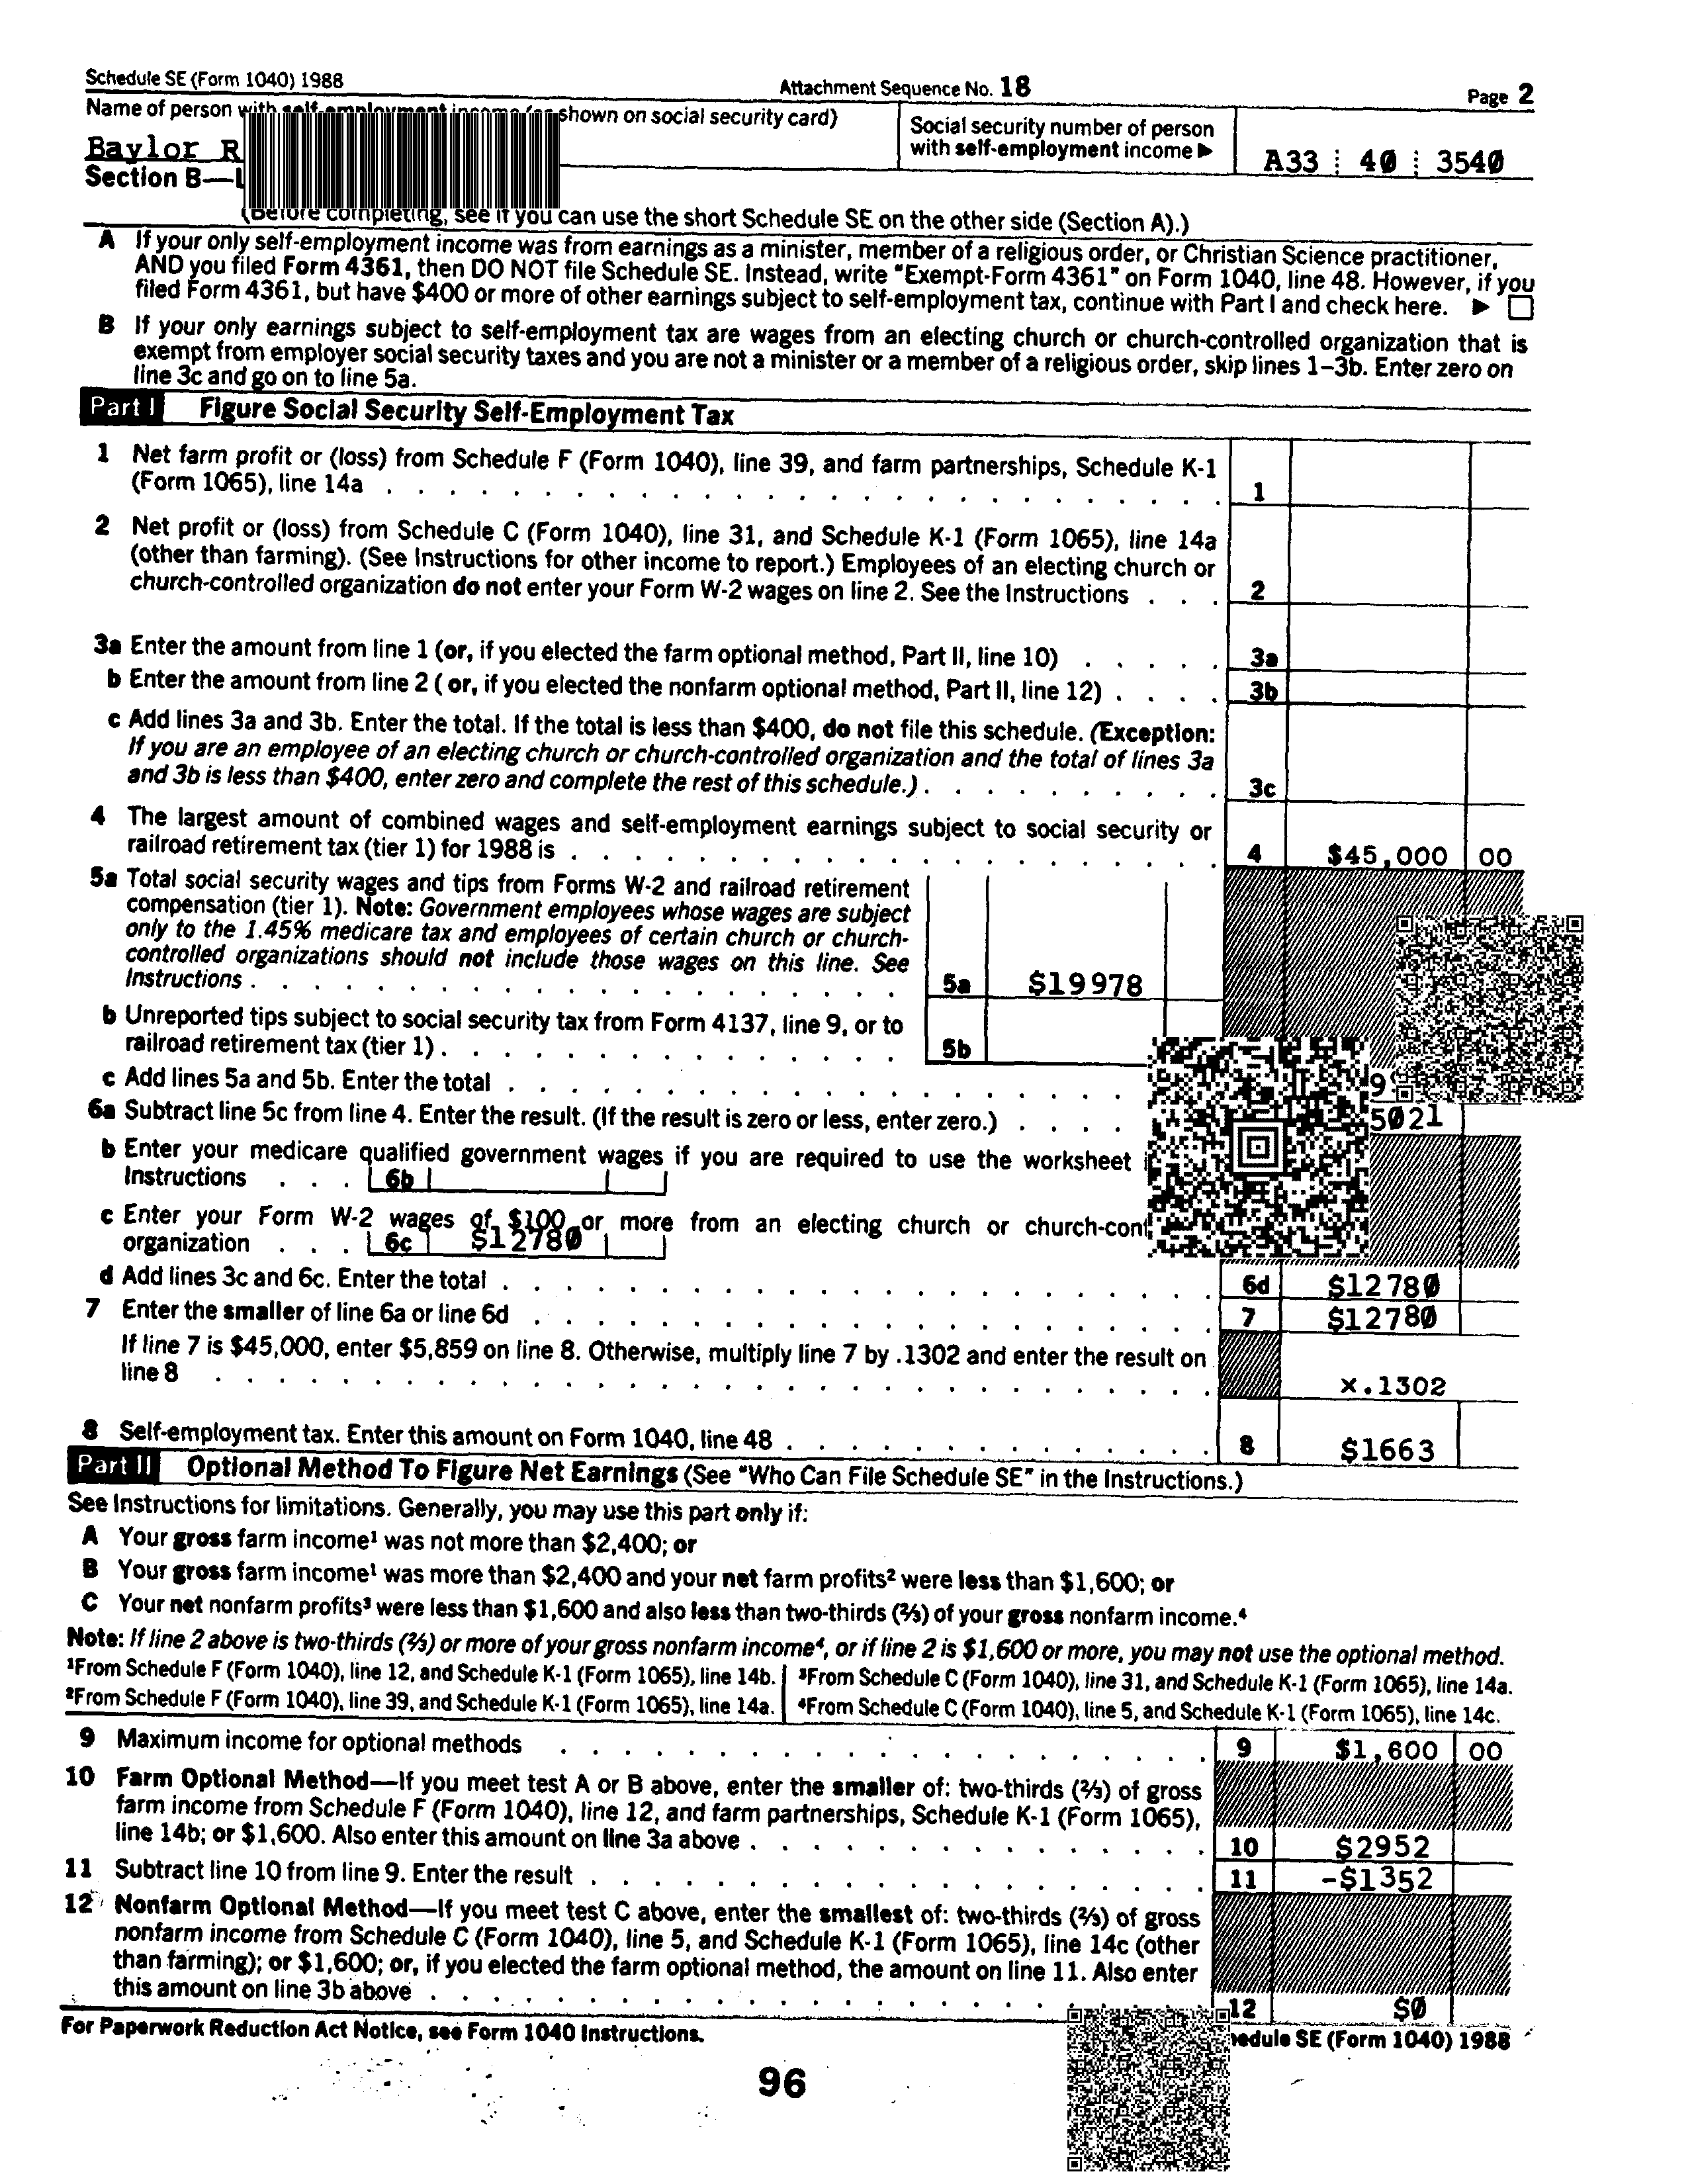 Schedule SE (Form 1040) 1988 Attachment Sequence No. 18 Page 2
Name of person with self-employment income (as shown on social security card)
Social security number of person
with self-employment income ▶ A33 40 3540
Baylor R
Section B—
(Before completing, see if you can use the short Schedule SE on the other side (Section A).)
A If your only self-employment income was from earnings as a minister, member of a religious order, or Christian Science practitioner,
AND you filed Form 4361, then DO NOT file Schedule SE. Instead, write "Exempt-Form 4361" on Form 1040, line 48. However, if you
filed Form 4361, but have $400 or more of other earnings subject to self-employment tax, continue with Part I and check here. ▶ ☐
B If your only earnings subject to self-employment tax are wages from an electing church or church-controlled organization that is
exempt from employer social security taxes and you are not a minister or a member of a religious order, skip lines 1–3b. Enter zero on
line 3c and go on to line 5a.
Part I Figure Social Security Self-Employment Tax
1 Net farm profit or (loss) from Schedule F (Form 1040), line 39, and farm partnerships, Schedule K-1
(Form 1065), line 14a . . . 1
2 Net profit or (loss) from Schedule C (Form 1040), line 31, and Schedule K-1 (Form 1065), line 14a
(other than farming). (See Instructions for other income to report.) Employees of an electing church or
church-controlled organization do not enter your Form W-2 wages on line 2. See the Instructions . . . 2
3a Enter the amount from line 1 (or, if you elected the farm optional method, Part II, line 10) . . . . . 3a
b Enter the amount from line 2 ( or, if you elected the nonfarm optional method, Part II, line 12) . . . . 3b
c Add lines 3a and 3b. Enter the total. If the total is less than $400, do not file this schedule. (Exception:
If you are an employee of an electing church or church-controlled organization and the total of lines 3a
and 3b is less than $400, enter zero and complete the rest of this schedule.) . . . 3c
4 The largest amount of combined wages and self-employment earnings subject to social security or
railroad retirement tax (tier 1) for 1988 is . . . 4 $45,000 00
5a Total social security wages and tips from Forms W-2 and railroad retirement
compensation (tier 1). Note: Government employees whose wages are subject
only to the 1.45% medicare tax and employees of certain church or church-
controlled organizations should not include those wages on this line. See
Instructions . . . 5a $19978
b Unreported tips subject to social security tax from Form 4137, line 9, or to
railroad retirement tax (tier 1) . . . 5b
c Add lines 5a and 5b. Enter the total . . .
6a Subtract line 5c from line 4. Enter the result. (If the result is zero or less, enter zero.) . . . . 5021
b Enter your medicare qualified government wages if you are required to use the worksheet
Instructions . . . 6b
c Enter your Form W-2 wages of $100 or more from an electing church or church-cont
organization . . . 6c $12780
d Add lines 3c and 6c. Enter the total . . . 6d $12780
7 Enter the smaller of line 6a or line 6d . . . 7 $12780
If line 7 is $45,000, enter $5,859 on line 8. Otherwise, multiply line 7 by .1302 and enter the result on
line 8 . . . ×.1302
8 Self-employment tax. Enter this amount on Form 1040, line 48 . . . 8 $1663
Part II Optional Method To Figure Net Earnings (See "Who Can File Schedule SE" in the Instructions.)
See Instructions for limitations. Generally, you may use this part only if:
A Your gross farm income¹ was not more than $2,400; or
B Your gross farm income¹ was more than $2,400 and your net farm profits² were less than $1,600; or
C Your net nonfarm profits³ were less than $1,600 and also less than two-thirds (⅔) of your gross nonfarm income.⁴
Note: If line 2 above is two-thirds (⅔) or more of your gross nonfarm income⁴, or if line 2 is $1,600 or more, you may not use the optional method.
¹From Schedule F (Form 1040), line 12, and Schedule K-1 (Form 1065), line 14b. ³From Schedule C (Form 1040), line 31, and Schedule K-1 (Form 1065), line 14a.
²From Schedule F (Form 1040), line 39, and Schedule K-1 (Form 1065), line 14a. ⁴From Schedule C (Form 1040), line 5, and Schedule K-1 (Form 1065), line 14c.
9 Maximum income for optional methods . . . 9 $1,600 00
10 Farm Optional Method—If you meet test A or B above, enter the smaller of: two-thirds (⅔) of gross
farm income from Schedule F (Form 1040), line 12, and farm partnerships, Schedule K-1 (Form 1065),
line 14b; or $1,600. Also enter this amount on line 3a above . . . 10 $2952
11 Subtract line 10 from line 9. Enter the result . . . 11 -$1352
12 Nonfarm Optional Method—If you meet test C above, enter the smallest of: two-thirds (⅔) of gross
nonfarm income from Schedule C (Form 1040), line 5, and Schedule K-1 (Form 1065), line 14c (other
than farming); or $1,600; or, if you elected the farm optional method, the amount on line 11. Also enter
this amount on line 3b above . . . 12 $0
For Paperwork Reduction Act Notice, see Form 1040 Instructions. hedule SE (Form 1040) 1988
96